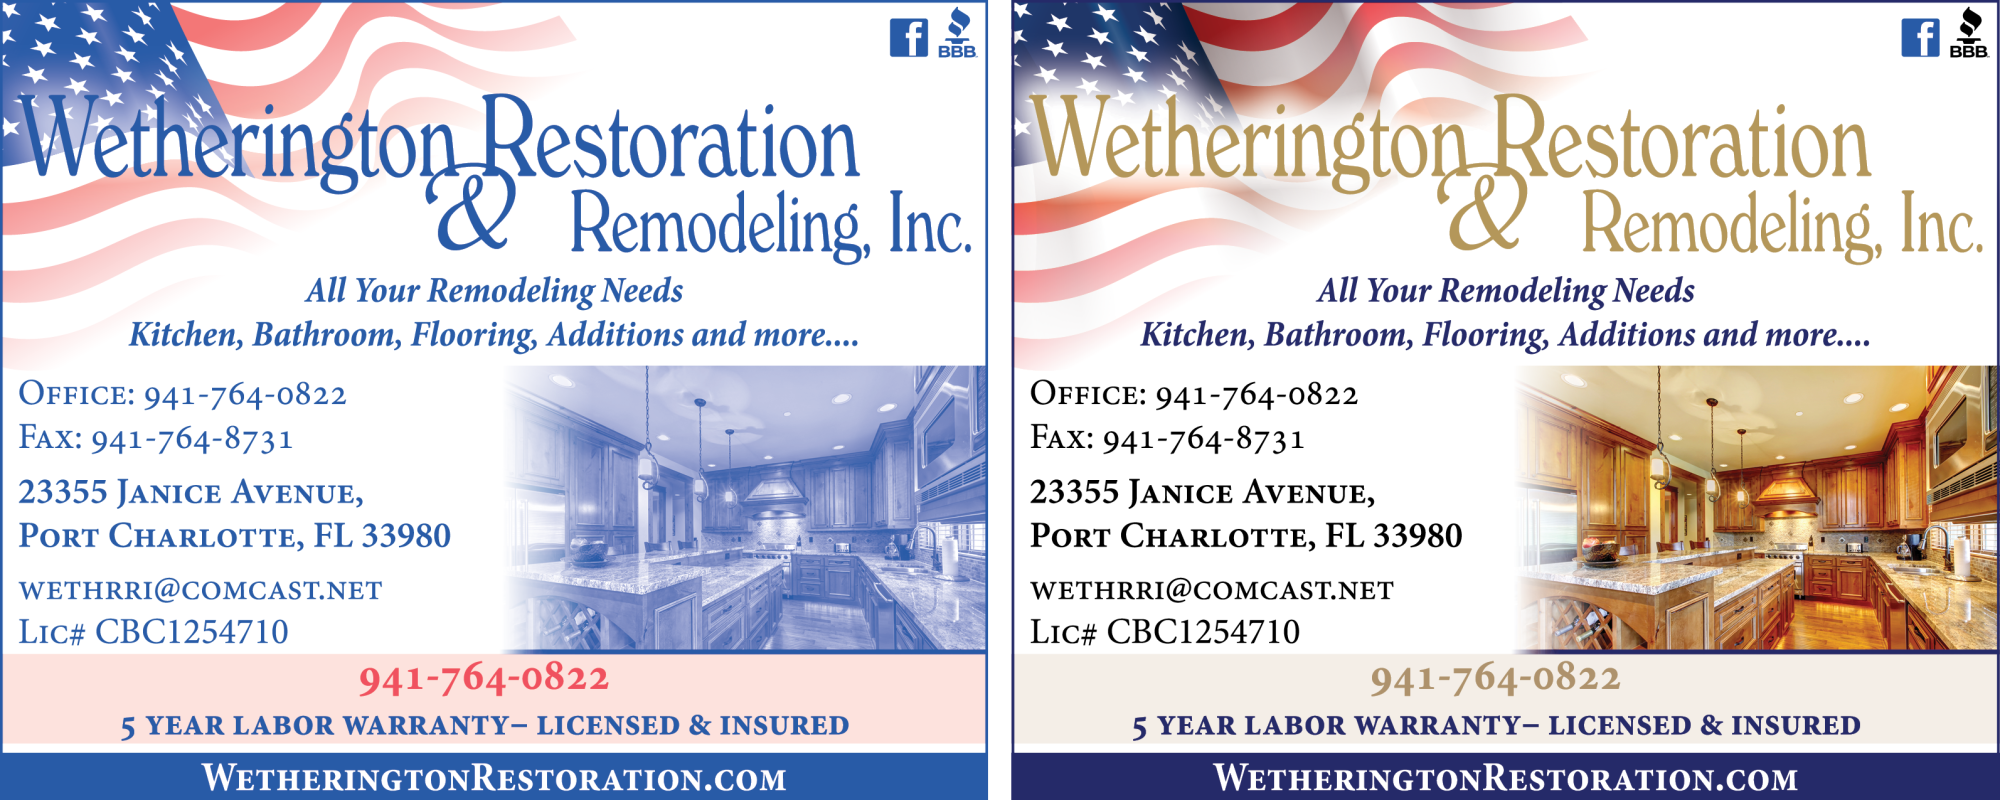 f
BBB.
Wetherington Restoration
& Remodeling, Inc.
All Your Remodeling Needs
Kitchen, Bathroom, Flooring, Additions and more....
Office: 941-764-0822
Fax: 941-764-8731
23355 Janice Avenue,
Port Charlotte, FL 33980
wethrri@comcast.net
Lic# CBC1254710
941-764-0822
5 year labor warranty– licensed & insured
WetheringtonRestoration.com
f
BBB.
Wetherington Restoration
& Remodeling, Inc.
All Your Remodeling Needs
Kitchen, Bathroom, Flooring, Additions and more....
Office: 941-764-0822
Fax: 941-764-8731
23355 Janice Avenue,
Port Charlotte, FL 33980
wethrri@comcast.net
Lic# CBC1254710
941-764-0822
5 year labor warranty– licensed & insured
WetheringtonRestoration.com